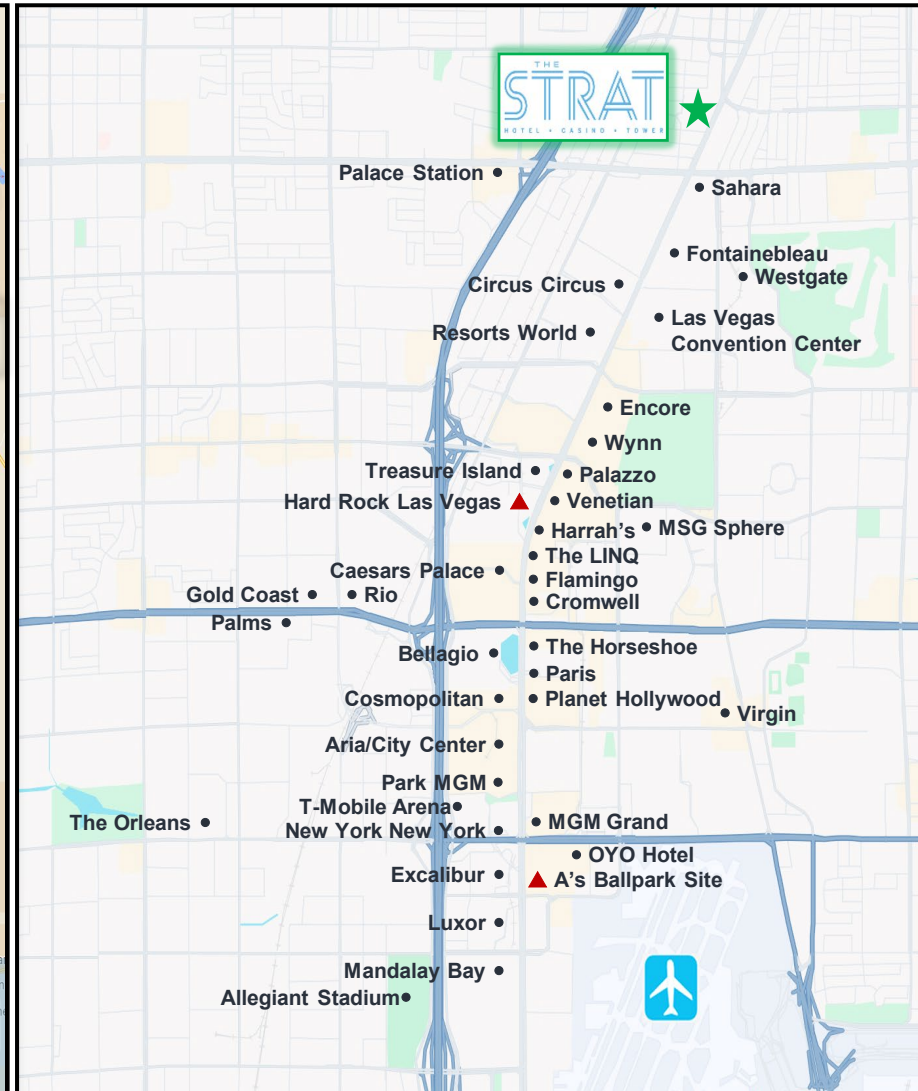 THE
STRAT
HOTEL • CASINO • TOWER
Palace Station
Sahara
Fontainebleau
Westgate
Circus Circus
Las Vegas
Convention Center
Resorts World
Encore
Wynn
Treasure Island
Palazzo
Hard Rock Las Vegas
Venetian
Harrah's
MSG Sphere
The LINQ
Caesars Palace
Flamingo
Gold Coast
Rio
Cromwell
Palms
The Horseshoe
Bellagio
Paris
Cosmopolitan
Planet Hollywood
Virgin
Aria/City Center
Park MGM
T-Mobile Arena
The Orleans
MGM Grand
New York New York
OYO Hotel
Excalibur
A's Ballpark Site
Luxor
Mandalay Bay
Allegiant Stadium